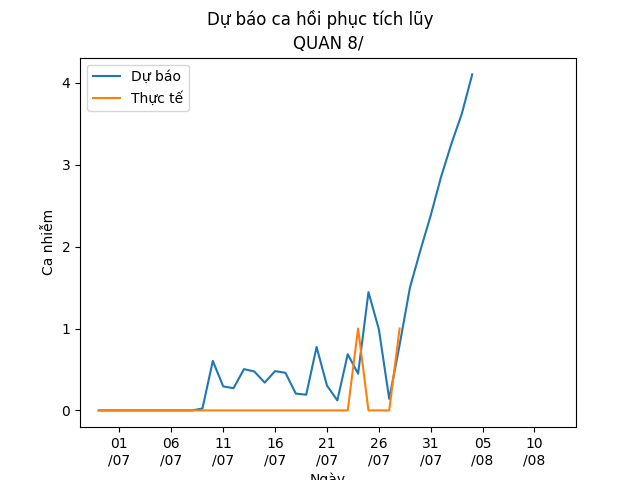 Dự báo ca hồi phục tích lũy
QUAN 8/
Dự báo
Thực tế
Ca nhiễm
4
3
2
1
0
01 06 11 16 21 26 31 05 10
/07 /07 /07 /07 /07 /07 /07 /08 /08
Ngày